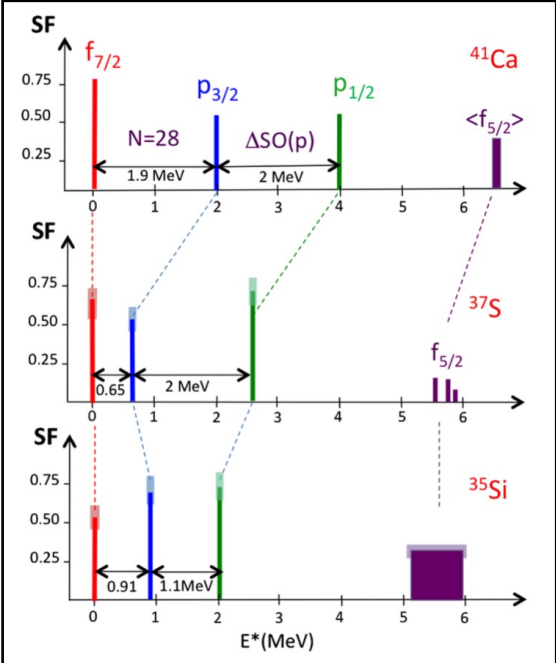 SF
f7/2
41Ca
p3/2
p1/2
0.75
<f5/2>
0.50
N=28
ΔSO(p)
0.25
1.9 MeV
2 MeV
0 1 2 3 4 5 6
SF
37S
0.75
0.50
f5/2
0.25
0.65
2 MeV
0 1 2 3 4 5 6
SF
35Si
0.75
0.50
0.25
0.91
1.1MeV
0 1 2 3 4 5 6
E*(MeV)